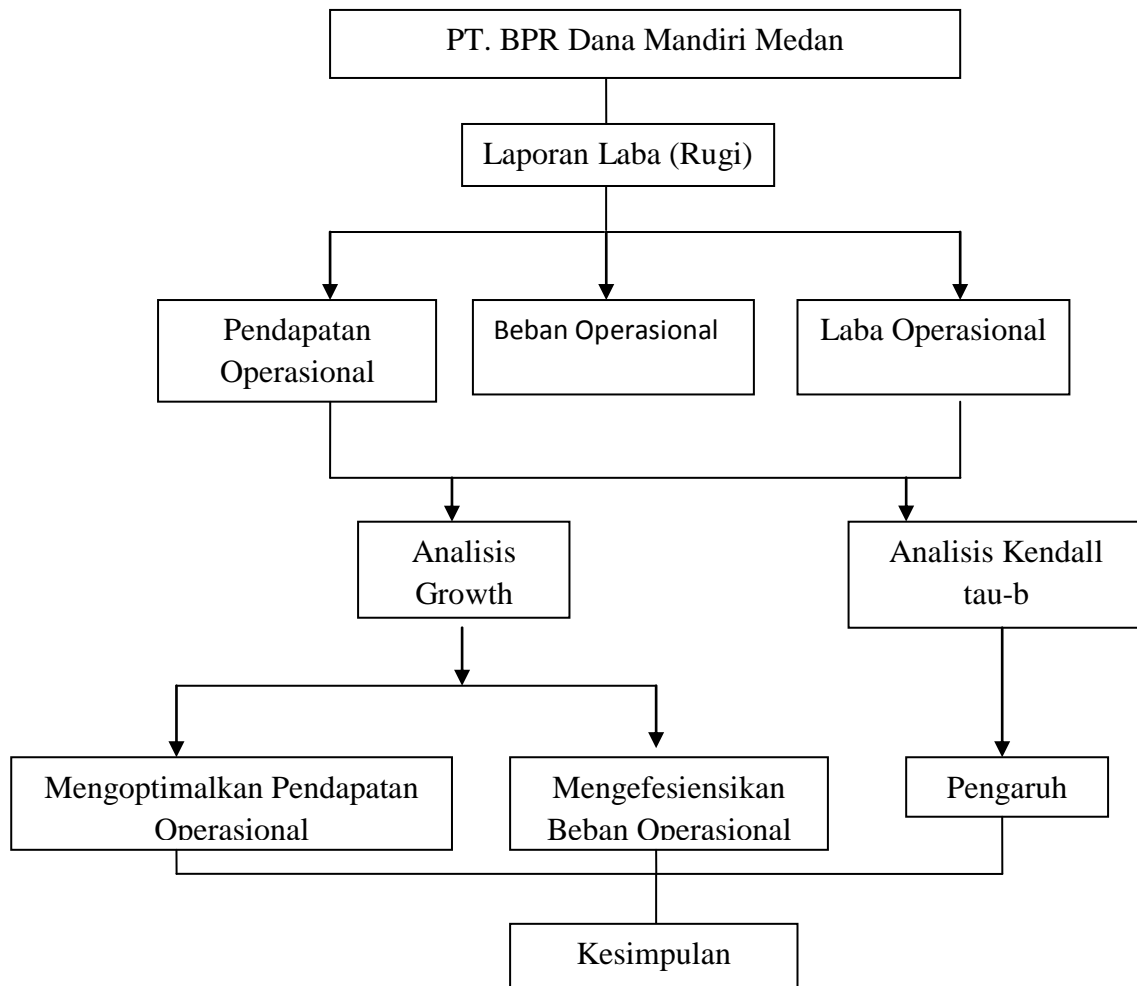 PT. BPR Dana Mandiri Medan
Laporan Laba (Rugi)
Pendapatan
Operasional
Beban Operasional
Laba Operasional
Analisis
Growth
Analisis Kendall
tau-b
Mengoptimalkan Pendapatan
Operasional
Mengefesiensikan
Beban Operasional
Pengaruh
Kesimpulan